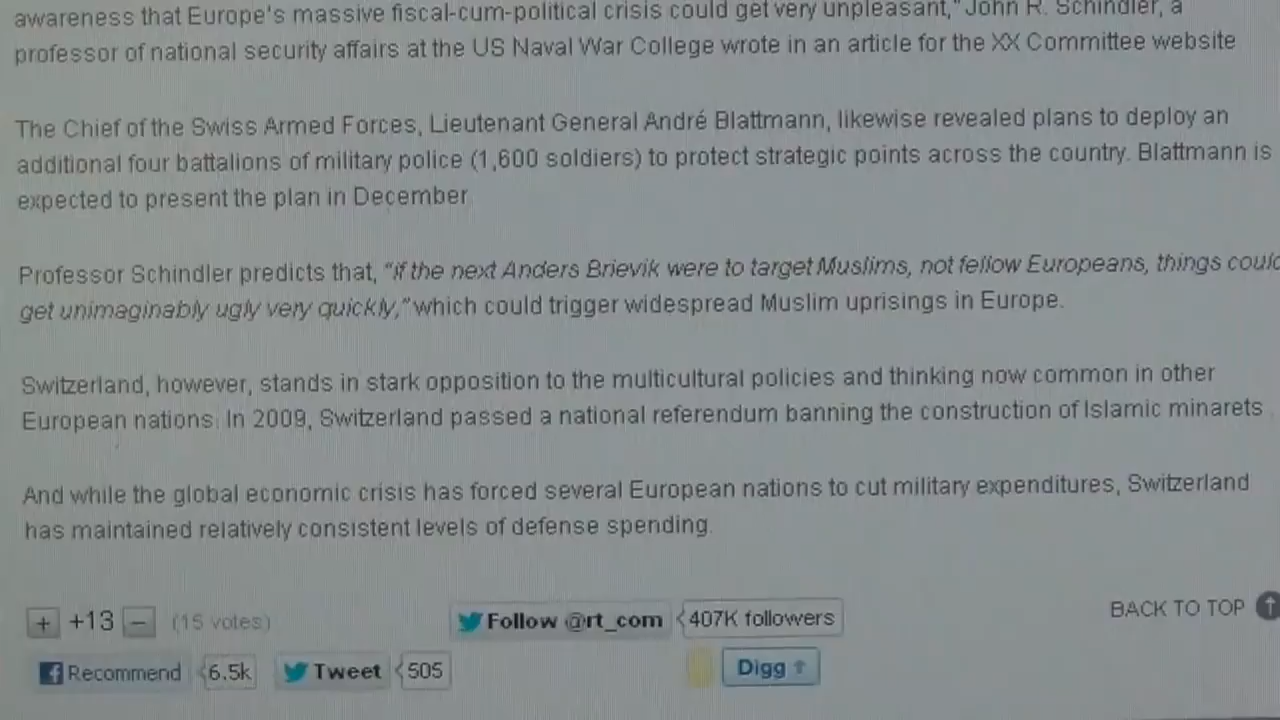 awareness that Europe's massive fiscal-cum-political crisis could get very unpleasant," John R. Schindler, a
professor of national security affairs at the US Naval War College wrote in an article for the XX Committee website
The Chief of the Swiss Armed Forces, Lieutenant General André Blattmann, likewise revealed plans to deploy an
additional four battalions of military police (1,600 soldiers) to protect strategic points across the country. Blattmann is
expected to present the plan in December
Professor Schindler predicts that, "if the next Anders Brievik were to target Muslims, not fellow Europeans, things could
get unimaginably ugly very quickly," which could trigger widespread Muslim uprisings in Europe.
Switzerland, however, stands in stark opposition to the multicultural policies and thinking now common in other
European nations. In 2009, Switzerland passed a national referendum banning the construction of Islamic minarets
And while the global economic crisis has forced several European nations to cut military expenditures, Switzerland
has maintained relatively consistent levels of defense spending.
+ +13 − (15 votes) Follow @rt_com 407K followers BACK TO TOP
Recommend 6.5k Tweet 505 Digg